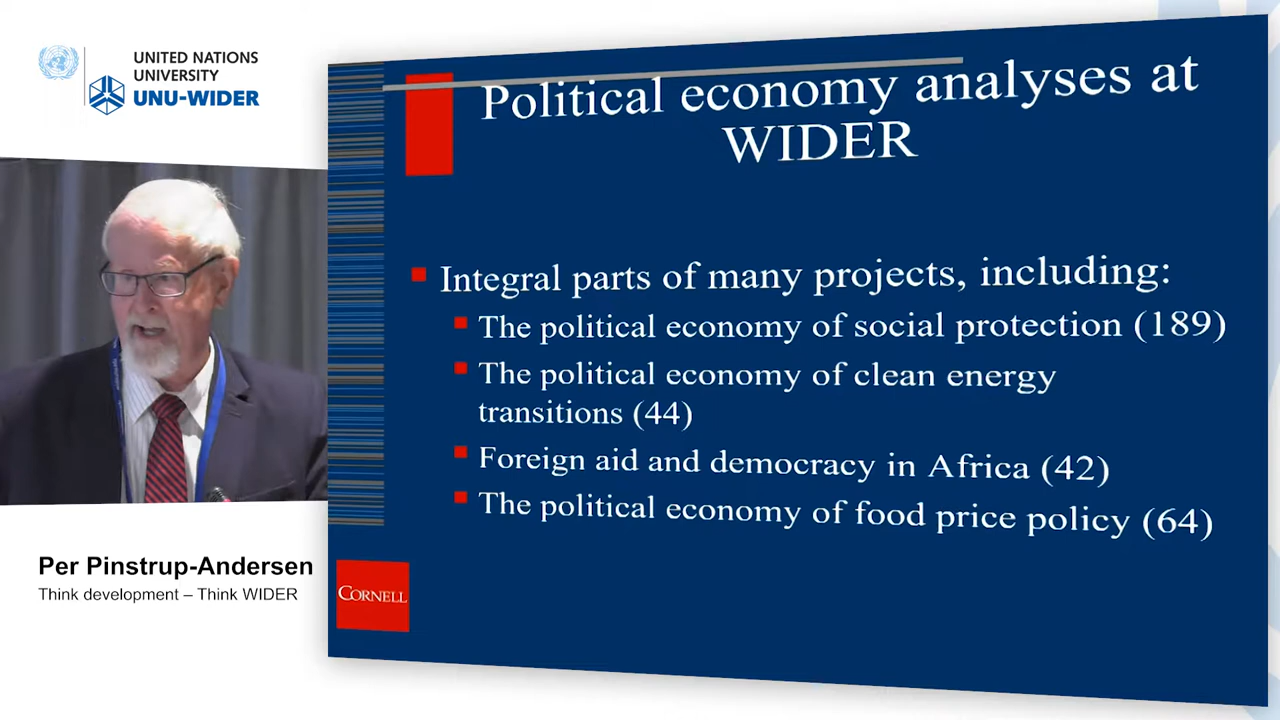 UNITED NATIONS
UNIVERSITY
UNU-WIDER
Political economy analyses at
WIDER
Integral parts of many projects, including:
The political economy of social protection (189)
The political economy of clean energy
transitions (44)
Foreign aid and democracy in Africa (42)
The political economy of food price policy (64)
Per Pinstrup-Andersen
Think development – Think WIDER
CORNELL